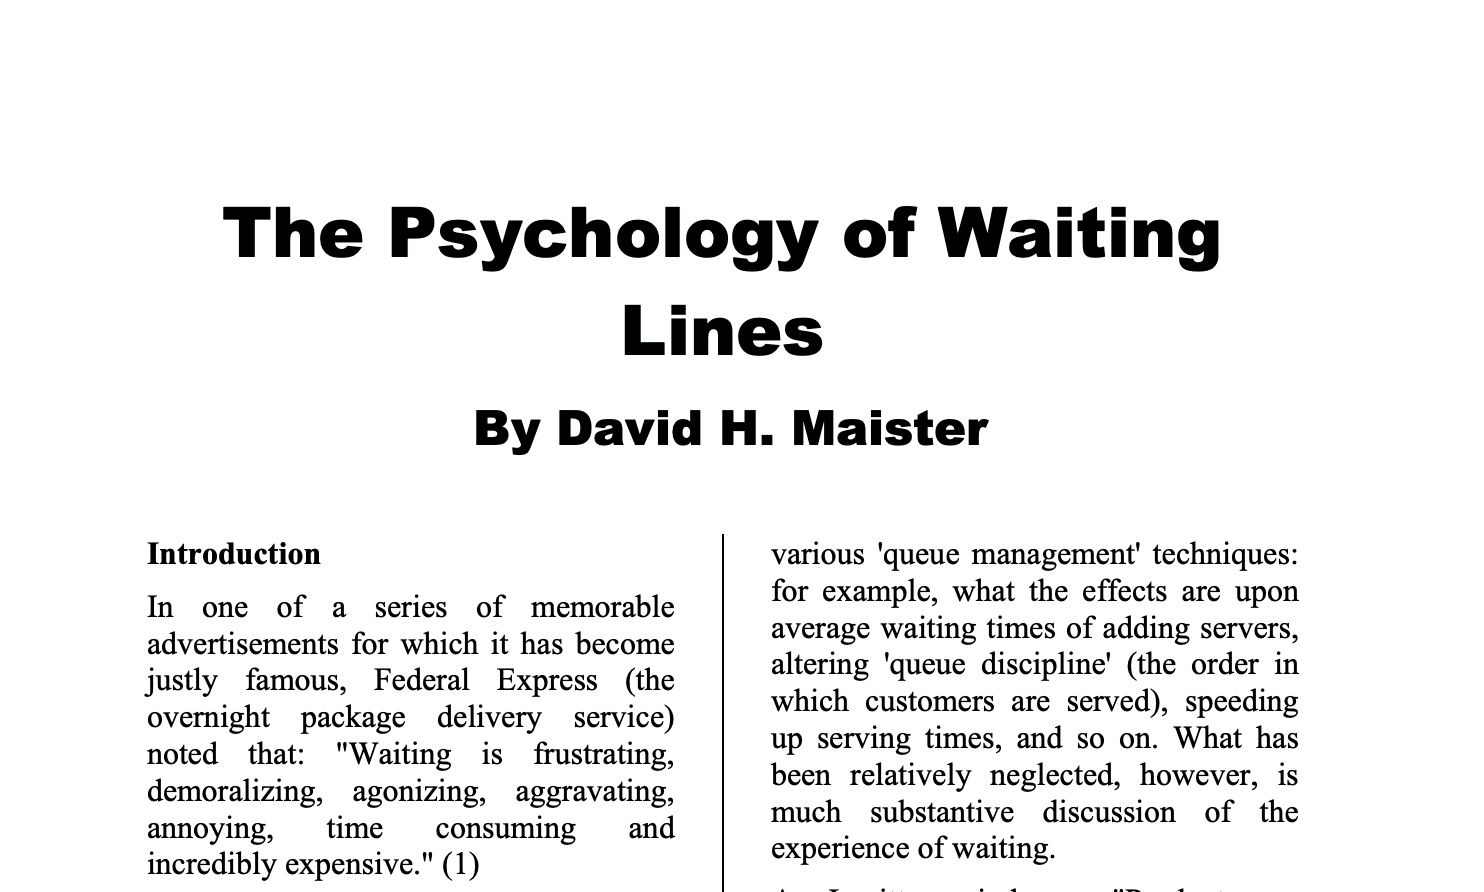 The Psychology of Waiting
Lines
By David H. Maister
Introduction
In one of a series of memorable
advertisements for which it has become
justly famous, Federal Express (the
overnight package delivery service)
noted that: "Waiting is frustrating,
demoralizing, agonizing, aggravating,
annoying, time consuming and
incredibly expensive." (1)
various 'queue management' techniques:
for example, what the effects are upon
average waiting times of adding servers,
altering 'queue discipline' (the order in
which customers are served), speeding
up serving times, and so on. What has
been relatively neglected, however, is
much substantive discussion of the
experience of waiting.